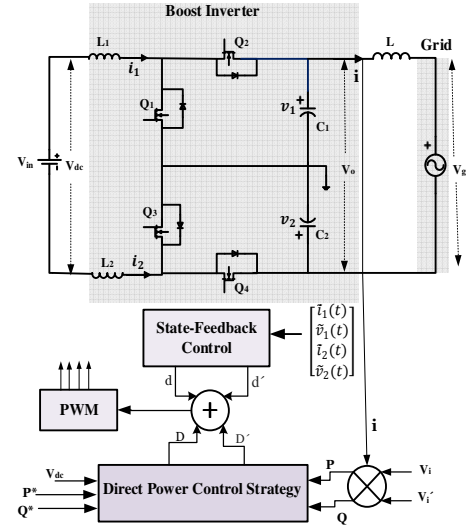 Boost Inverter
L₁
i₁
Q₂
i
L
Grid
Q₁
v₁
C₁
Vin
Vdc
Vo
Vg
Q₃
v₂
C₂
L₂
i₂
Q₄
State-Feedback
Control
ĩ₁(t)
ṽ₁(t)
ĩ₂(t)
ṽ₂(t)
d
d´
PWM
+
i
D
D´
Vdc
P*
Q*
Direct Power Control Strategy
P
Q
Vi
Vi´